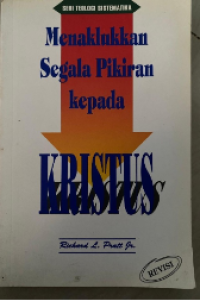 SERI TEOLOGI SISTEMATIKA
Menaklukkan
Segala Pikiran
kepada
KRISTUS
Richard L. Pratt Jr.
REVISI